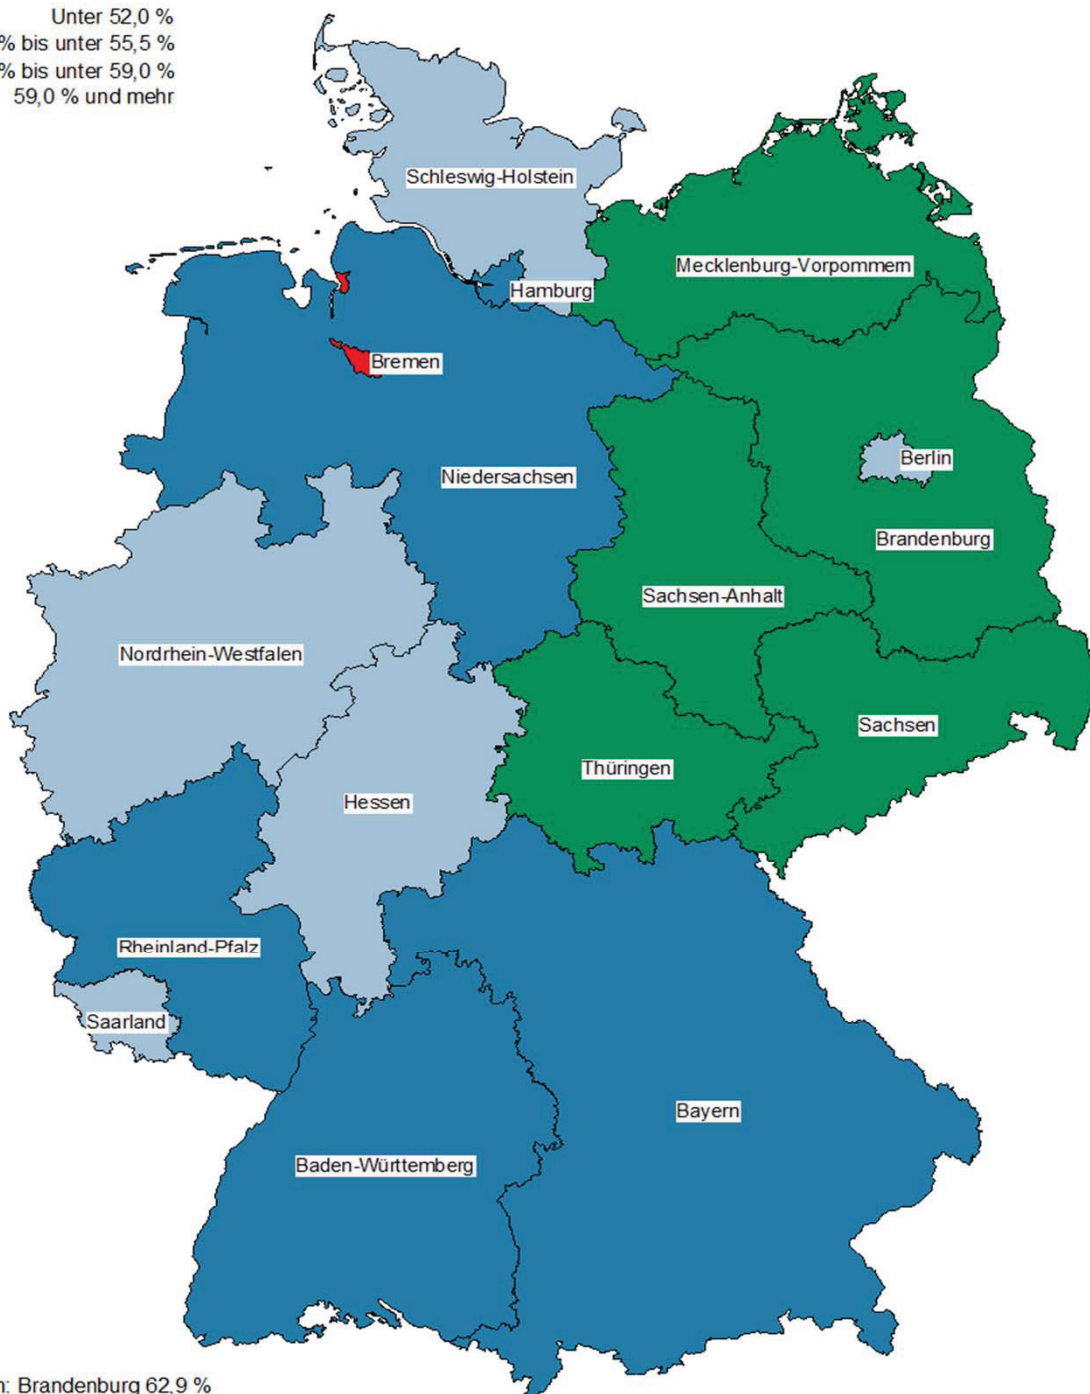 Unter 52,0 %
% bis unter 55,5 %
% bis unter 59,0 %
59,0 % und mehr
Schleswig-Holstein
Mecklenburg-Vorpommern
Hamburg
Bremen
Berlin
Niedersachsen
Brandenburg
Sachsen-Anhalt
Nordrhein-Westfalen
Sachsen
Thüringen
Hessen
Rheinland-Pfalz
Saarland
Bayern
Baden-Württemberg
n: Brandenburg 62,9 %